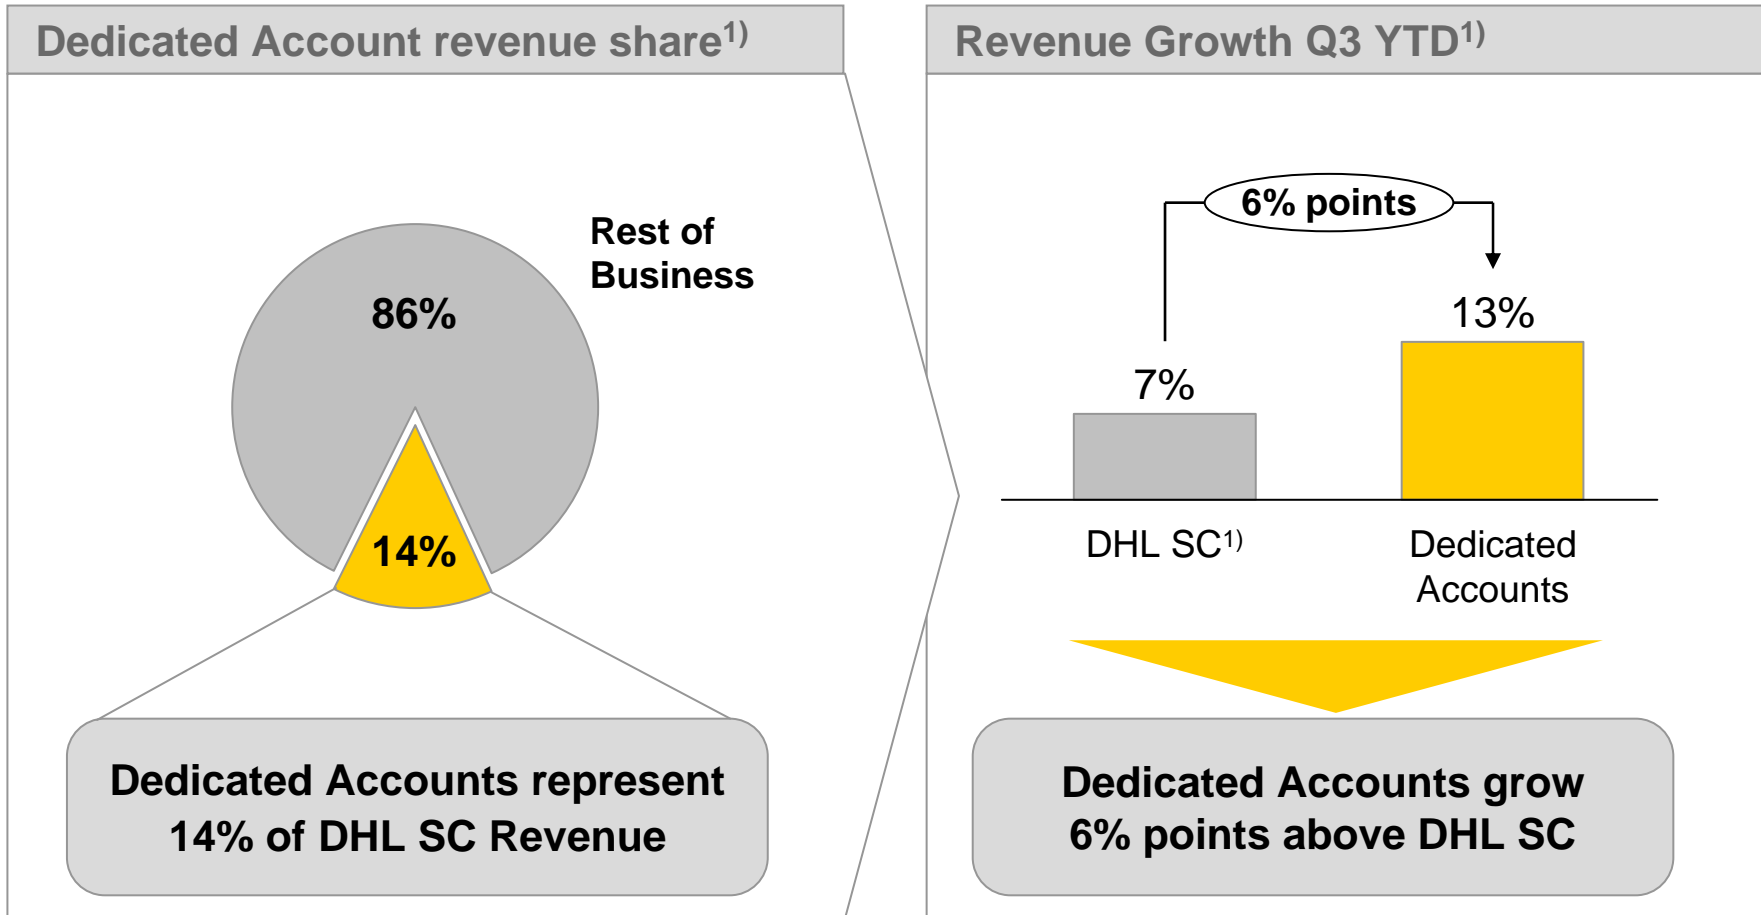 Dedicated Account revenue share1)
Rest of
Business
86%
14%
Dedicated Accounts represent
14% of DHL SC Revenue
Revenue Growth Q3 YTD1)
6% points
13%
7%
DHL SC1)
Dedicated
Accounts
Dedicated Accounts grow
6% points above DHL SC